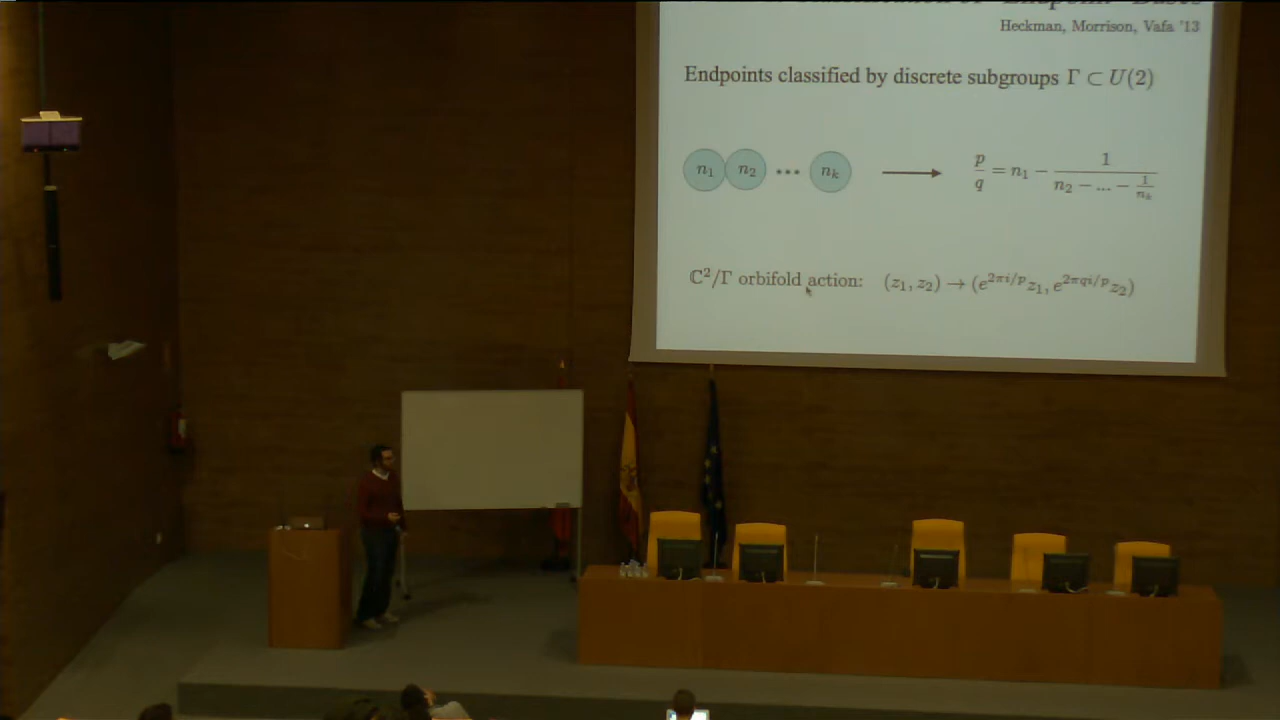 Heckman, Morrison, Vafa '13
Endpoints classified by discrete subgroups Γ ⊂ U(2)
n₁ n₂ ··· n_k → p/q = n₁ − 1/(n₂ − ... − 1/n_k)
ℂ²/Γ orbifold action: (z₁, z₂) → (e^{2πi/p}z₁, e^{2πqi/p}z₂)